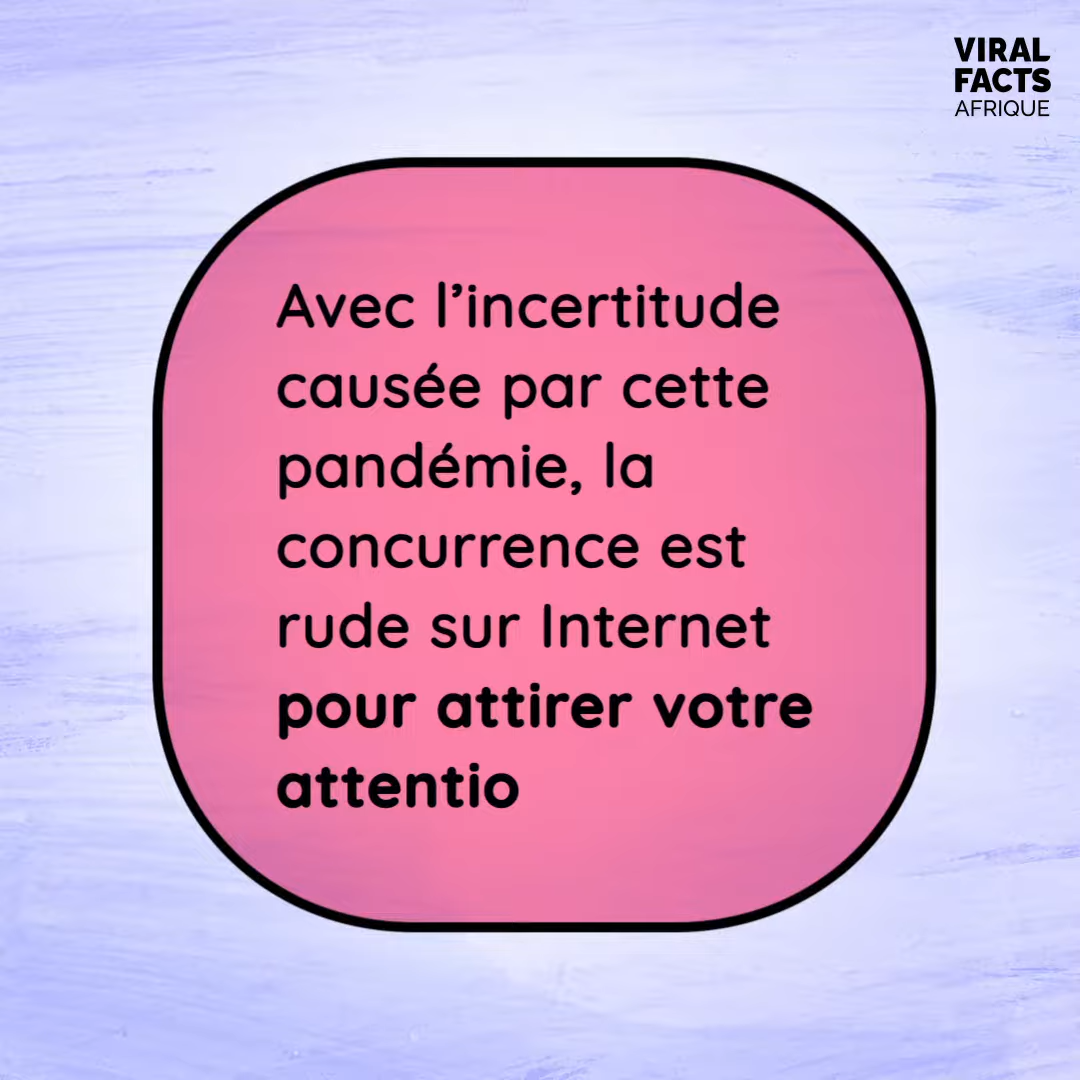 VIRAL
FACTS
AFRIQUE
Avec l’incertitude
causée par cette
pandémie, la
concurrence est
rude sur Internet
pour attirer votre
attentio